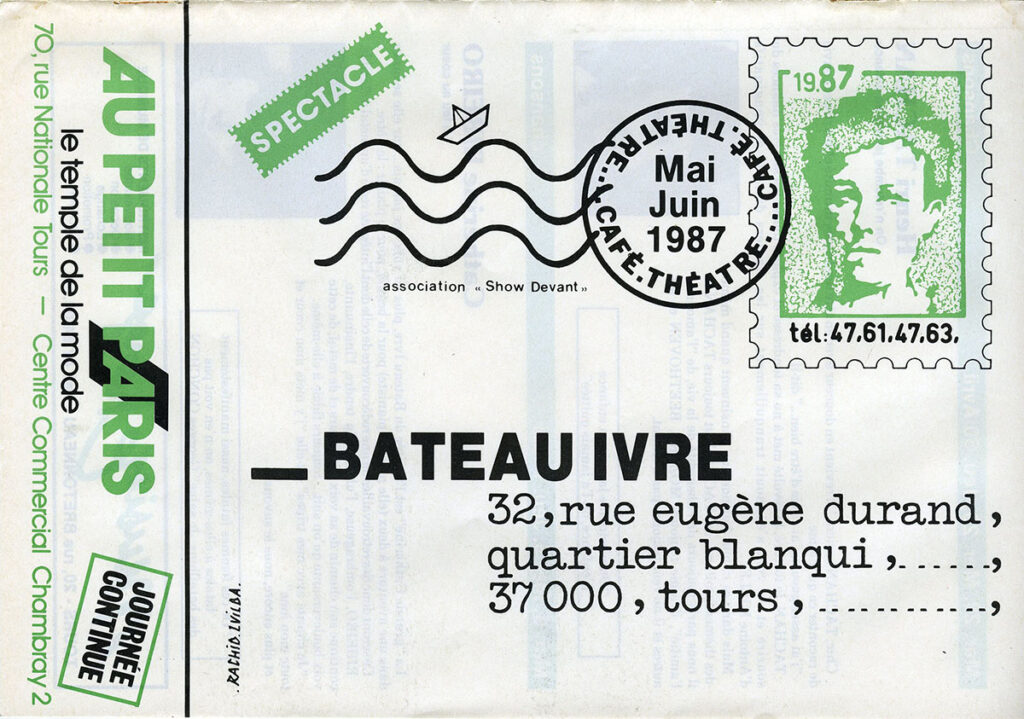 70, rue Nationale Tours — Centre Commercial Chambray 2
AU PETIT PARIS
le temple de la mode
JOURNÉE
CONTINUE
SPECTACLE
CAFÉ.THÉATRE....CAFÉ.THÉATRE...
Mai
Juin
1987
association « Show Devant »
19.87
tél:47.61.47.63.
_BATEAU IVRE
32,rue eugène durand,
quartier blanqui,......,
37000, tours,............,
.RACHID.LVILDA.